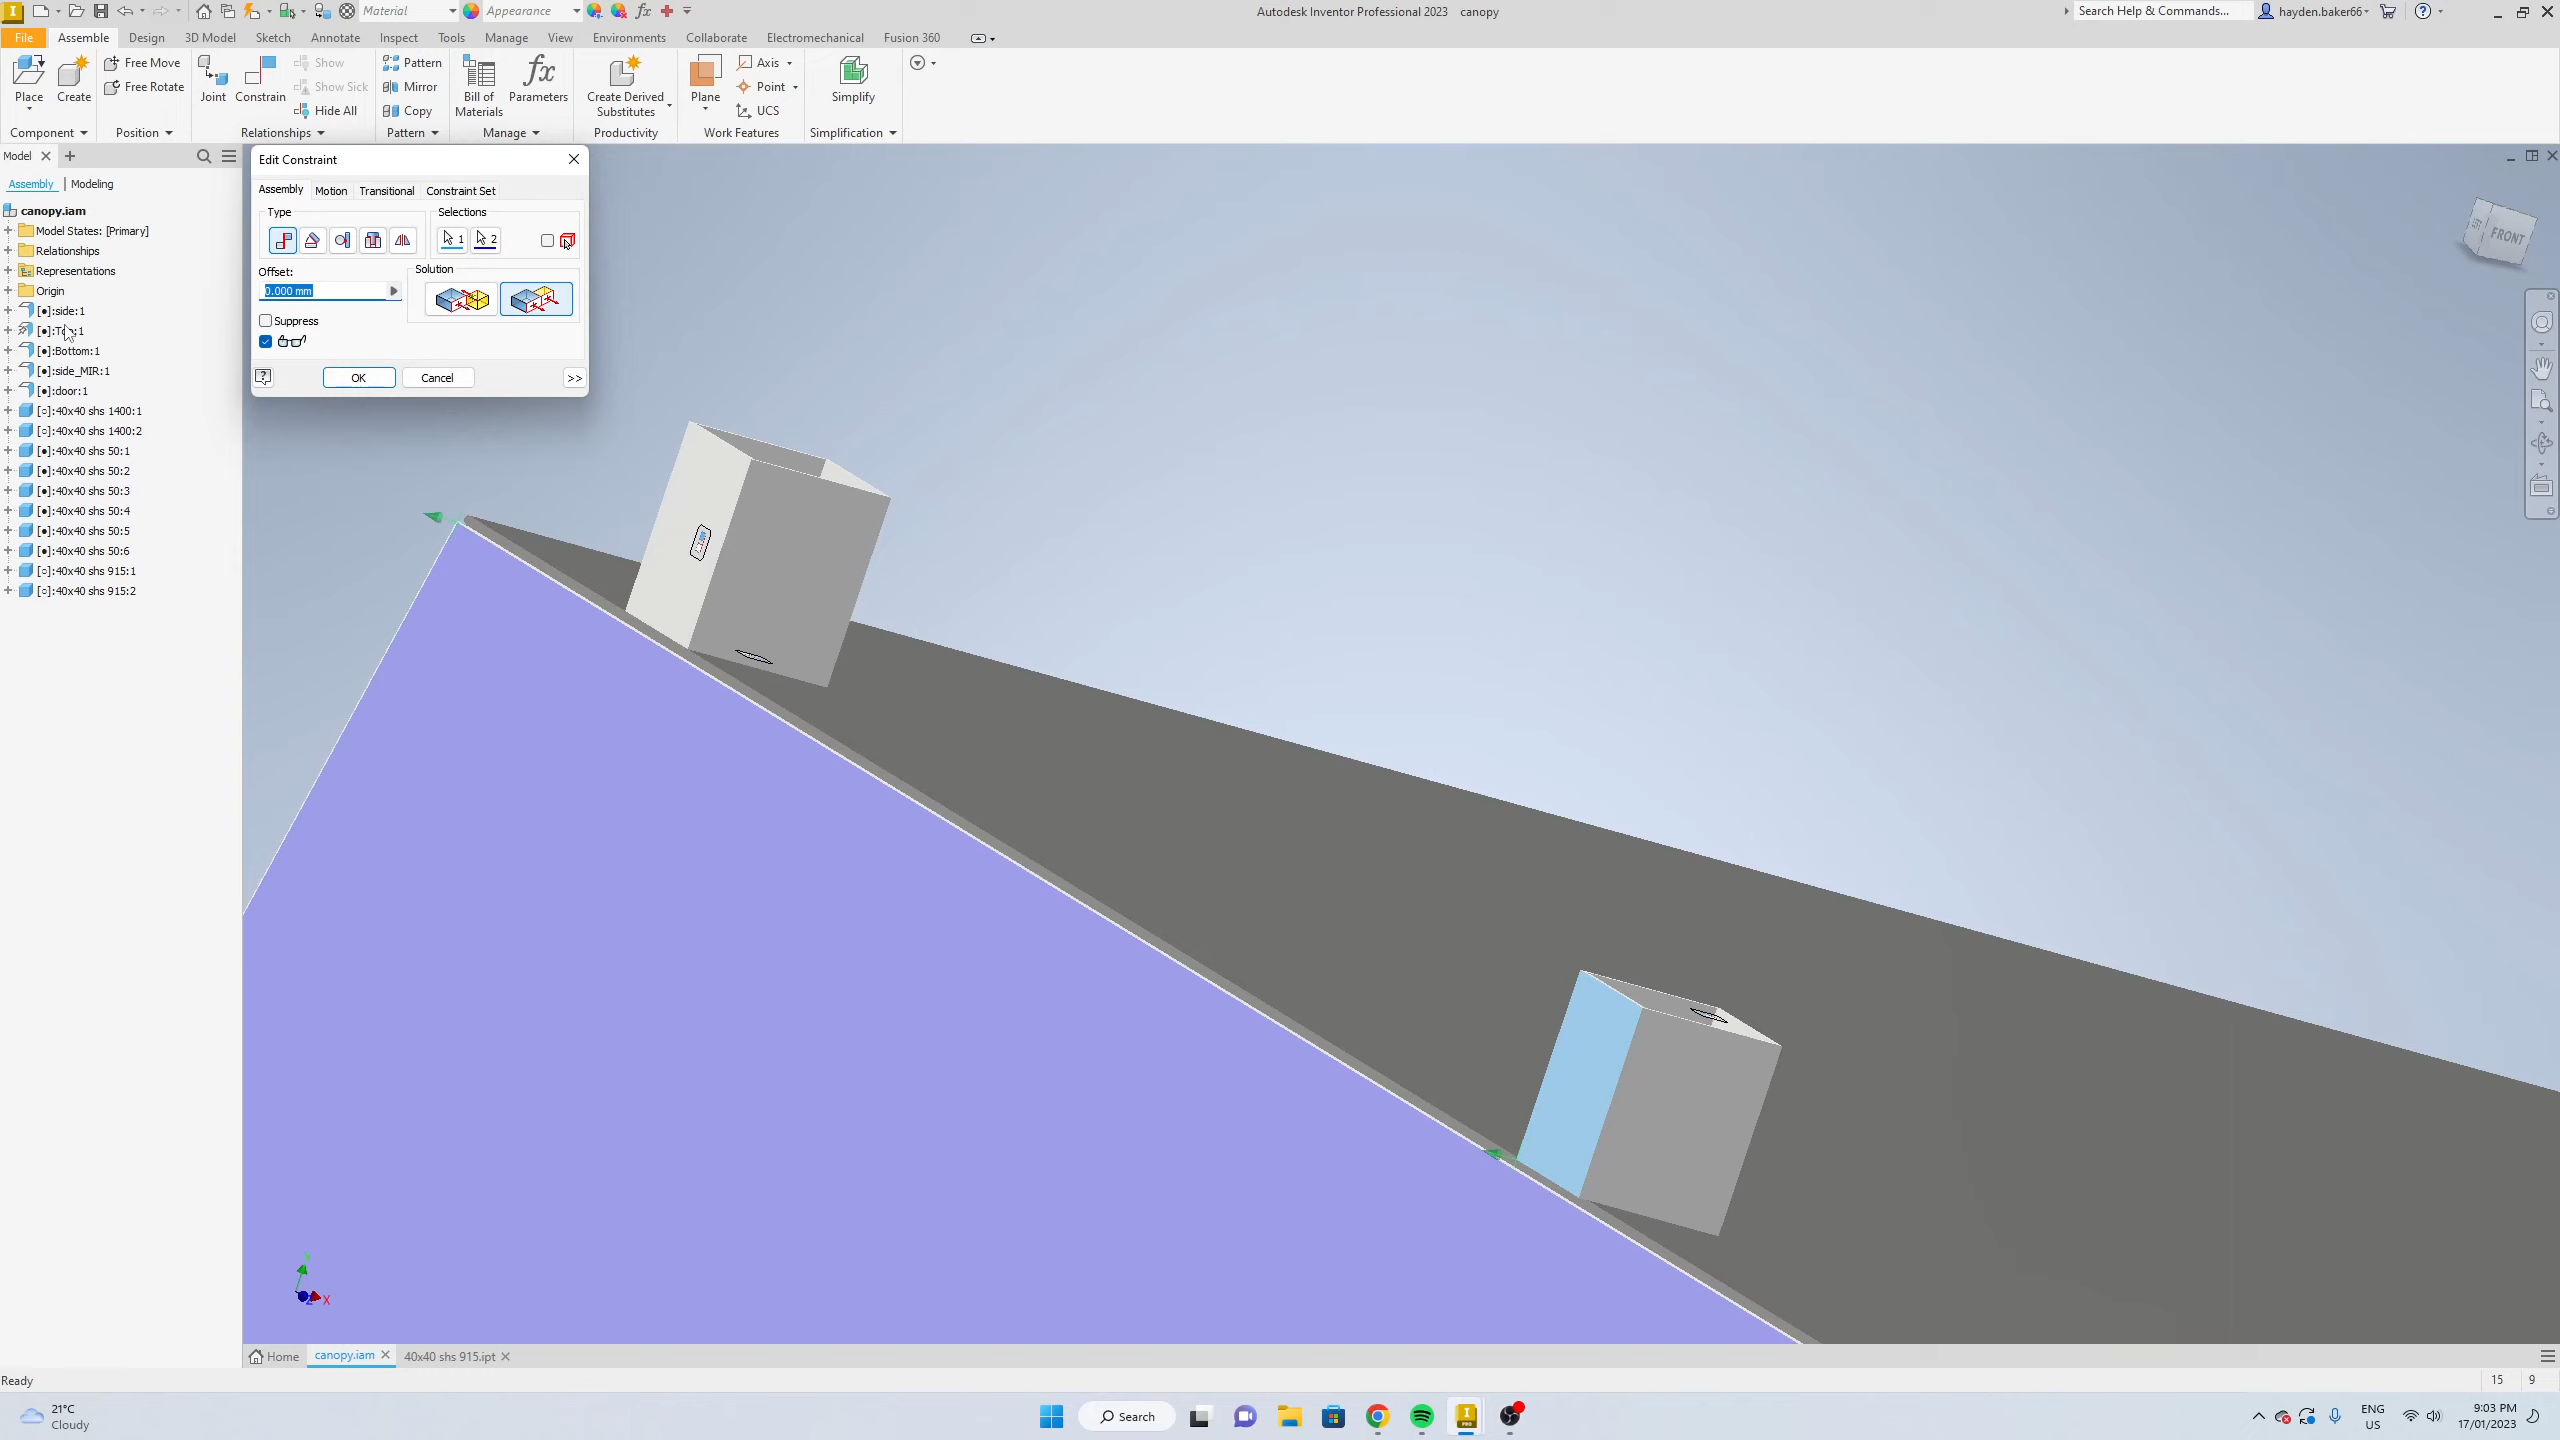 Material
Appearance
fx
Autodesk Inventor Professional 2023 canopy
Search Help & Commands...
hayden.baker66
File Assemble Design 3D Model Sketch Annotate Inspect Tools Manage View Environments Collaborate Electromechanical Fusion 360
Place
Create
Free Move
Free Rotate
Joint
Constrain
Show
Show Sick
Hide All
Pattern
Mirror
Copy
Bill of
Materials
fx
Parameters
Create Derived
Substitutes
Plane
Axis
Point
UCS
Simplify
Component Position Relationships Pattern Manage Productivity Work Features Simplification
Model
Assembly Modeling
canopy.iam
Model States: [Primary]
Relationships
Representations
Origin
[●]:side:1
[●]:Bottom:1
[●]:side_MIR:1
[●]:door:1
[○]:40x40 shs 1400:1
[○]:40x40 shs 1400:2
[●]:40x40 shs 50:1
[●]:40x40 shs 50:2
[●]:40x40 shs 50:3
[●]:40x40 shs 50:4
[●]:40x40 shs 50:5
[●]:40x40 shs 50:6
[○]:40x40 shs 915:1
[○]:40x40 shs 915:2
Edit Constraint
Assembly Motion Transitional Constraint Set
Type
Selections
1 2
Offset:
0.000 mm
Solution
Suppress
OK Cancel >>
FRONT
Y
X
Home canopy.iam 40x40 shs 915.ipt
Ready
15 9
21°C
Cloudy
Search
PRO
ENG
US
9:03 PM
17/01/2023